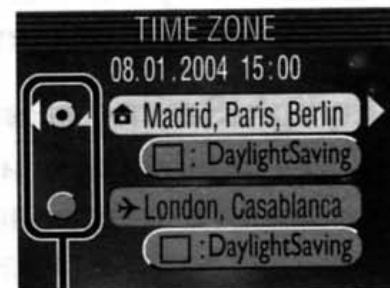 TIME ZONE
08.01.2004 15:00
Madrid, Paris, Berlin
: DaylightSaving
London, Casablanca
:DaylightSaving